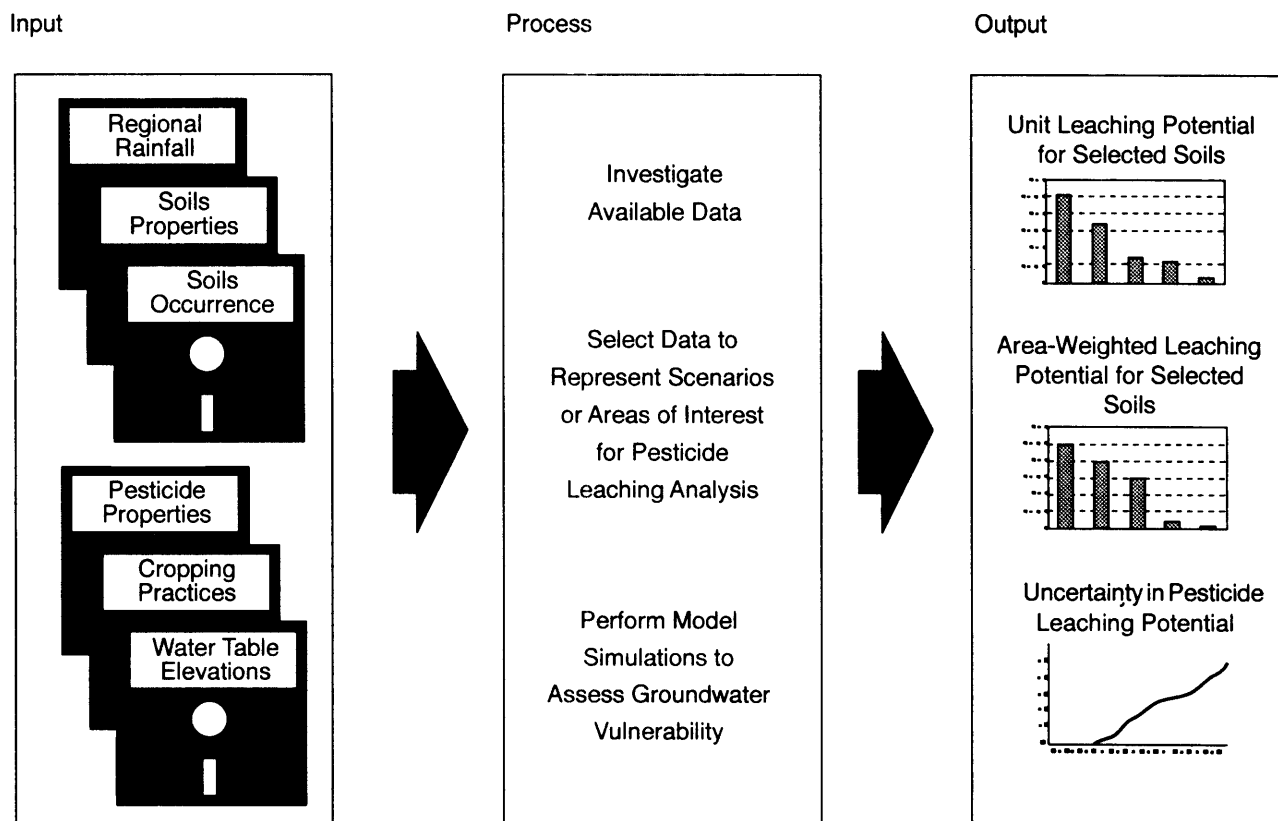 Input
Process
Output
Regional
Rainfall
Soils
Properties
Soils
Occurrence
Pesticide
Properties
Cropping
Practices
Water Table
Elevations
Investigate
Available Data
Select Data to
Represent Scenarios
or Areas of Interest
for Pesticide
Leaching Analysis
Perform Model
Simulations to
Assess Groundwater
Vulnerability
Unit Leaching Potential
for Selected Soils
Area-Weighted Leaching
Potential for Selected
Soils
Uncertainty in Pesticide
Leaching Potential